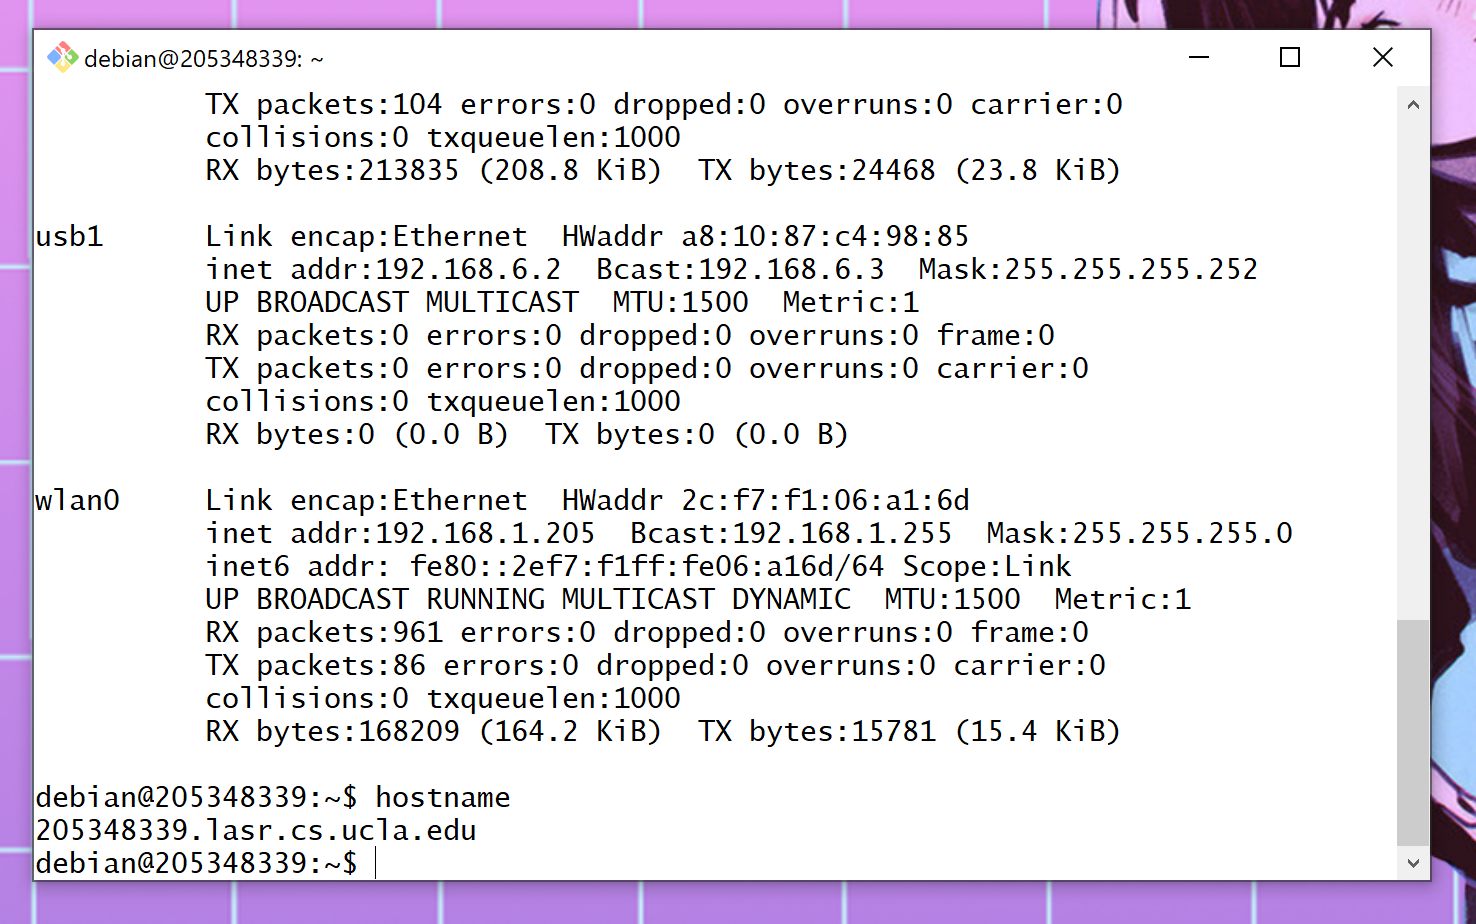 debian@205348339: ~
TX packets:104 errors:0 dropped:0 overruns:0 carrier:0
collisions:0 txqueuelen:1000
RX bytes:213835 (208.8 KiB)  TX bytes:24468 (23.8 KiB)
usb1      Link encap:Ethernet  HWaddr a8:10:87:c4:98:85
inet addr:192.168.6.2  Bcast:192.168.6.3  Mask:255.255.255.252
UP BROADCAST MULTICAST  MTU:1500  Metric:1
RX packets:0 errors:0 dropped:0 overruns:0 frame:0
TX packets:0 errors:0 dropped:0 overruns:0 carrier:0
collisions:0 txqueuelen:1000
RX bytes:0 (0.0 B)  TX bytes:0 (0.0 B)
wlan0     Link encap:Ethernet  HWaddr 2c:f7:f1:06:a1:6d
inet addr:192.168.1.205  Bcast:192.168.1.255  Mask:255.255.255.0
inet6 addr: fe80::2ef7:f1ff:fe06:a16d/64 Scope:Link
UP BROADCAST RUNNING MULTICAST DYNAMIC  MTU:1500  Metric:1
RX packets:961 errors:0 dropped:0 overruns:0 frame:0
TX packets:86 errors:0 dropped:0 overruns:0 carrier:0
collisions:0 txqueuelen:1000
RX bytes:168209 (164.2 KiB)  TX bytes:15781 (15.4 KiB)
debian@205348339:~$ hostname
205348339.lasr.cs.ucla.edu
debian@205348339:~$